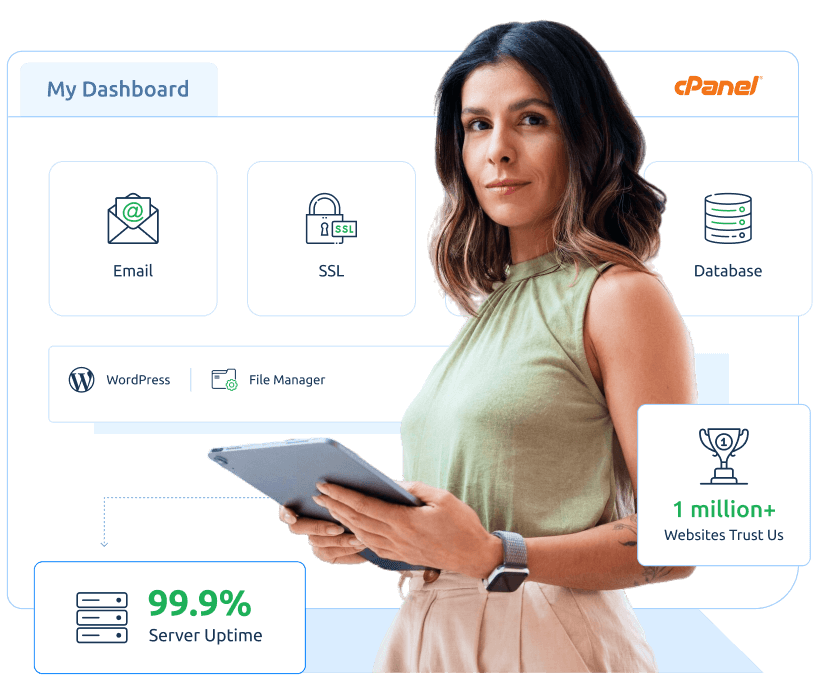 My Dashboard
cPanel
@
SSL
Email
SSL
Database
WordPress
File Manager
1
1 million+
Websites Trust Us
99.9%
Server Uptime